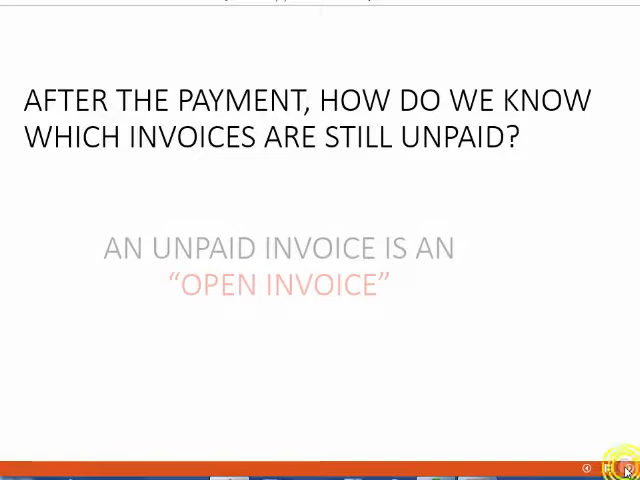 AFTER THE PAYMENT, HOW DO WE KNOW
WHICH INVOICES ARE STILL UNPAID?
AN UNPAID INVOICE IS AN
“OPEN INVOICE”